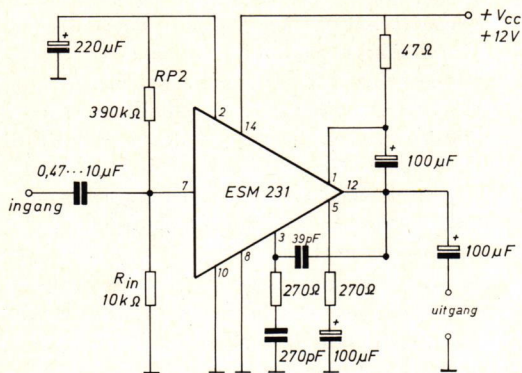 + Vcc
+12V
220µF
+
47Ω
RP2
390kΩ
2
14
1
+
100µF
0,47...10µF
7
ESM 231
12
ingang
5
3
39pF
+
100µF
Rin
10kΩ
270Ω
270Ω
10
8
uitgang
+
270pF
100µF